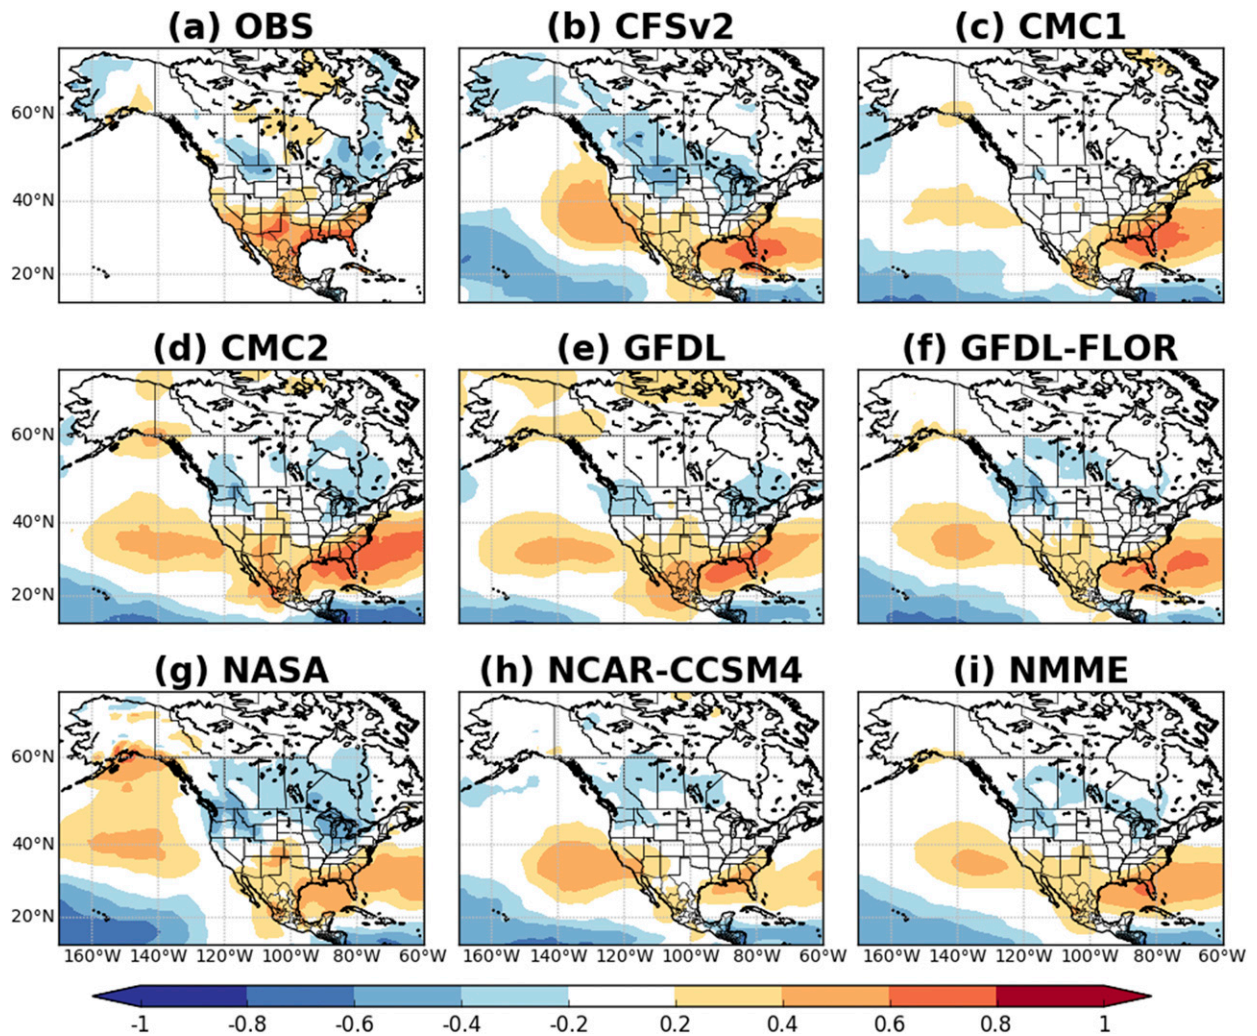 (a) OBS
(b) CFSv2
(c) CMC1
60°N
40°N
20°N
(d) CMC2
(e) GFDL
(f) GFDL-FLOR
60°N
40°N
20°N
(g) NASA
(h) NCAR-CCSM4
(i) NMME
60°N
40°N
20°N
160°W 140°W 120°W 100°W 80°W 60°W
160°W 140°W 120°W 100°W 80°W 60°W
160°W 140°W 120°W 100°W 80°W 60°W
-1 -0.8 -0.6 -0.4 -0.2 0.2 0.4 0.6 0.8 1